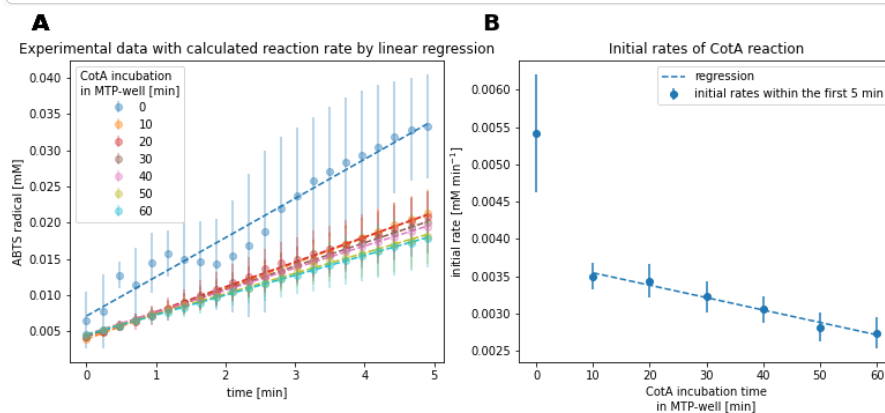 A
Experimental data with calculated reaction rate by linear regression
CotA incubation
in MTP-well [min]
0
10
20
30
40
50
60
ABTS radical [mM]
0.040
0.035
0.030
0.025
0.020
0.015
0.010
0.005
0 1 2 3 4 5
time [min]
B
Initial rates of CotA reaction
regression
initial rates within the first 5 min
initial rate [mM min⁻¹]
0.0060
0.0055
0.0050
0.0045
0.0040
0.0035
0.0030
0.0025
0 10 20 30 40 50 60
CotA incubation time
in MTP-well [min]